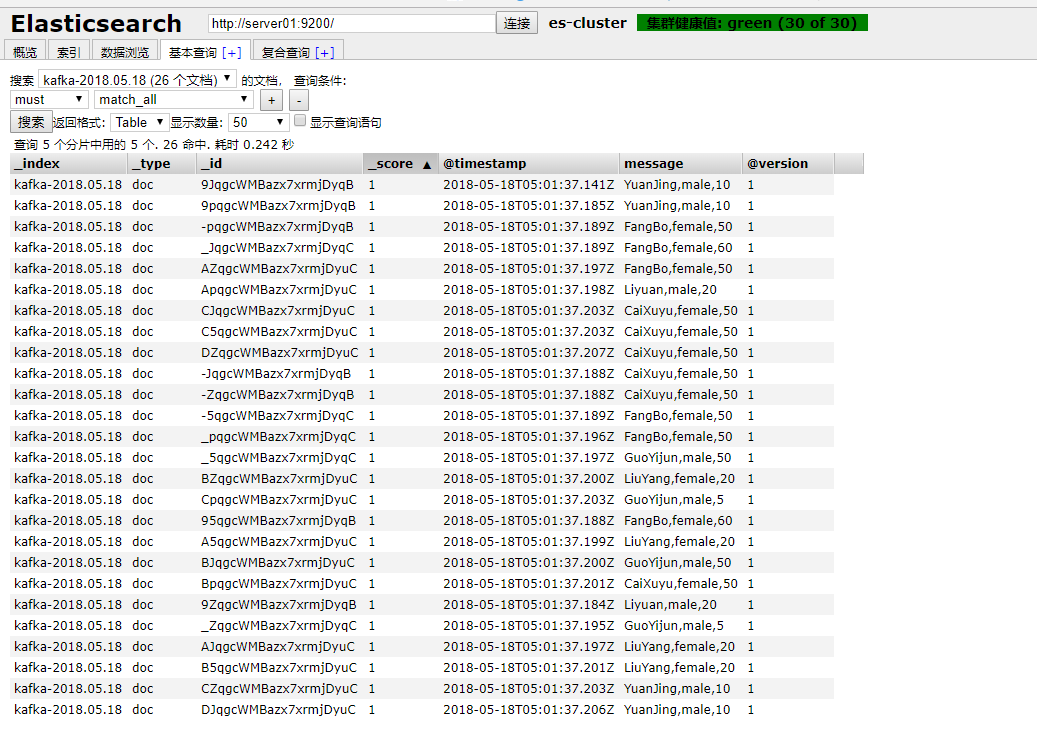 Elasticsearch http://server01:9200/ 连接 es-cluster 集群健康值: green (30 of 30)
概览 索引 数据浏览 基本查询 [+] 复合查询 [+]
搜索 kafka-2018.05.18 (26 个文档) 的文档， 查询条件:
must match_all + -
搜索 返回格式: Table 显示数量: 50 显示查询语句
查询 5 个分片中用的 5 个. 26 命中. 耗时 0.242 秒
_index _type _id _score ▲ @timestamp message @version
kafka-2018.05.18 doc 9JqgcWMBazx7xrmjDyqB 1 2018-05-18T05:01:37.141Z YuanJing,male,10 1
kafka-2018.05.18 doc 9pqgcWMBazx7xrmjDyqB 1 2018-05-18T05:01:37.185Z YuanJing,male,10 1
kafka-2018.05.18 doc -pqgcWMBazx7xrmjDyqB 1 2018-05-18T05:01:37.189Z FangBo,female,50 1
kafka-2018.05.18 doc _JqgcWMBazx7xrmjDyqC 1 2018-05-18T05:01:37.189Z FangBo,female,60 1
kafka-2018.05.18 doc AZqgcWMBazx7xrmjDyuC 1 2018-05-18T05:01:37.197Z FangBo,female,50 1
kafka-2018.05.18 doc ApqgcWMBazx7xrmjDyuC 1 2018-05-18T05:01:37.198Z Liyuan,male,20 1
kafka-2018.05.18 doc CJqgcWMBazx7xrmjDyuC 1 2018-05-18T05:01:37.203Z CaiXuyu,female,50 1
kafka-2018.05.18 doc C5qgcWMBazx7xrmjDyuC 1 2018-05-18T05:01:37.203Z CaiXuyu,female,50 1
kafka-2018.05.18 doc DZqgcWMBazx7xrmjDyuC 1 2018-05-18T05:01:37.207Z CaiXuyu,female,50 1
kafka-2018.05.18 doc -JqgcWMBazx7xrmjDyqB 1 2018-05-18T05:01:37.188Z CaiXuyu,female,50 1
kafka-2018.05.18 doc -ZqgcWMBazx7xrmjDyqB 1 2018-05-18T05:01:37.188Z CaiXuyu,female,50 1
kafka-2018.05.18 doc -5qgcWMBazx7xrmjDyqC 1 2018-05-18T05:01:37.189Z FangBo,female,50 1
kafka-2018.05.18 doc _pqgcWMBazx7xrmjDyqC 1 2018-05-18T05:01:37.196Z FangBo,female,50 1
kafka-2018.05.18 doc _5qgcWMBazx7xrmjDyqC 1 2018-05-18T05:01:37.197Z GuoYijun,male,50 1
kafka-2018.05.18 doc BZqgcWMBazx7xrmjDyuC 1 2018-05-18T05:01:37.200Z LiuYang,female,20 1
kafka-2018.05.18 doc CpqgcWMBazx7xrmjDyuC 1 2018-05-18T05:01:37.203Z GuoYijun,male,5 1
kafka-2018.05.18 doc 95qgcWMBazx7xrmjDyqB 1 2018-05-18T05:01:37.188Z FangBo,female,60 1
kafka-2018.05.18 doc A5qgcWMBazx7xrmjDyuC 1 2018-05-18T05:01:37.199Z LiuYang,female,20 1
kafka-2018.05.18 doc BJqgcWMBazx7xrmjDyuC 1 2018-05-18T05:01:37.200Z GuoYijun,male,50 1
kafka-2018.05.18 doc BpqgcWMBazx7xrmjDyuC 1 2018-05-18T05:01:37.201Z CaiXuyu,female,50 1
kafka-2018.05.18 doc 9ZqgcWMBazx7xrmjDyqB 1 2018-05-18T05:01:37.184Z Liyuan,male,20 1
kafka-2018.05.18 doc _ZqgcWMBazx7xrmjDyqC 1 2018-05-18T05:01:37.195Z GuoYijun,male,5 1
kafka-2018.05.18 doc AJqgcWMBazx7xrmjDyuC 1 2018-05-18T05:01:37.197Z LiuYang,female,20 1
kafka-2018.05.18 doc B5qgcWMBazx7xrmjDyuC 1 2018-05-18T05:01:37.201Z LiuYang,female,20 1
kafka-2018.05.18 doc CZqgcWMBazx7xrmjDyuC 1 2018-05-18T05:01:37.203Z YuanJing,male,10 1
kafka-2018.05.18 doc DJqgcWMBazx7xrmjDyuC 1 2018-05-18T05:01:37.206Z YuanJing,male,10 1